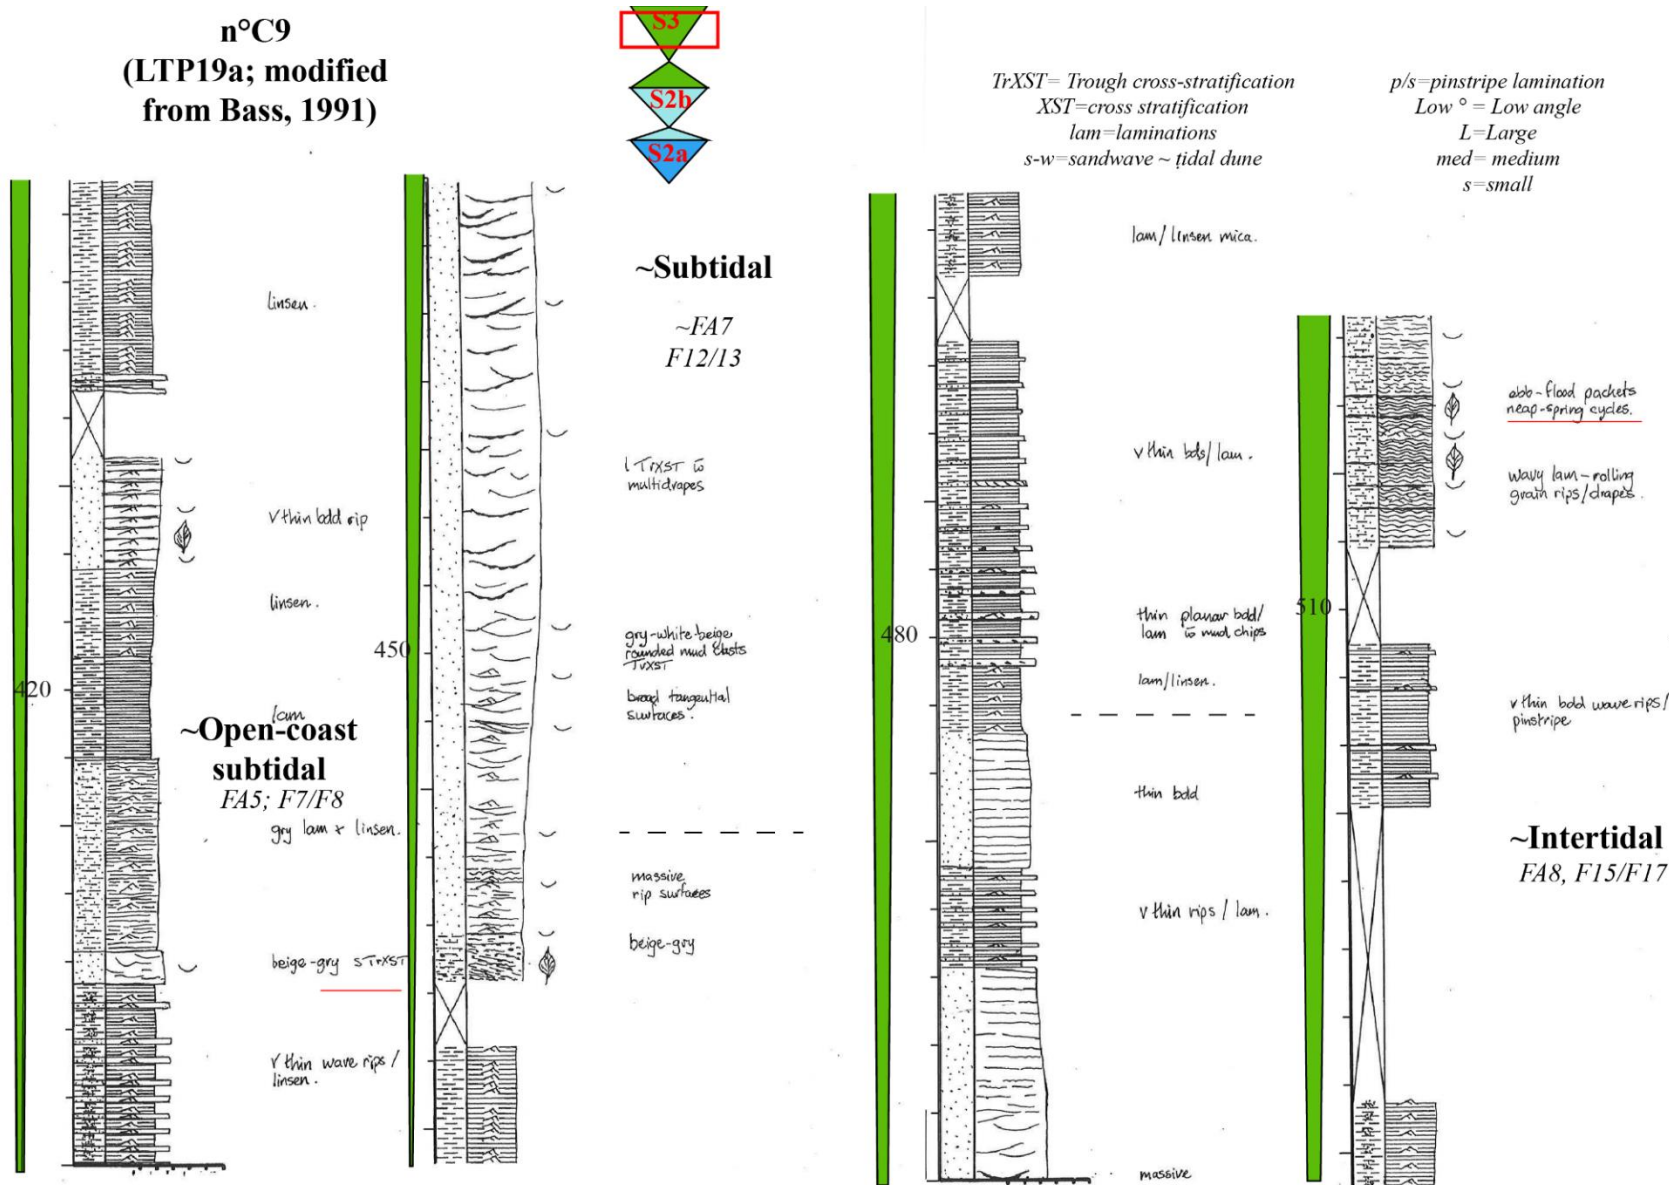 n°C9
(LTP19a; modified
from Bass, 1991)
S3
S2b
S2a
TrXST= Trough cross-stratification
XST=cross stratification
lam=laminations
s-w=sandwave ~ tidal dune
p/s=pinstripe lamination
Low ° = Low angle
L=Large
med= medium
s=small
linsen.
v thin bdd rip
linsen.
420
lam
~Open-coast
subtidal
FA5; F7/F8
gry lam + linsen.
beige-gry sTrXST
v thin wave rips /
linsen.
~Subtidal
~FA7
F12/13
l TrXST w̄
multidrapes
450
gry-white-beige
rounded mud clasts
TrXST
broad tangential
surfaces.
massive
rip surfaces
beige-gry
lam/linsen mica.
v thin bds/lam.
480
thin planar bdd/
lam w̄ mud chips
lam/linsen.
thin bdd
v thin rips / lam.
massive
ebb-flood packets
neap-spring cycles.
wavy lam-rolling
grain rips/drapes.
510
v thin bdd wave rips/
pinstripe
~Intertidal
FA8, F15/F17